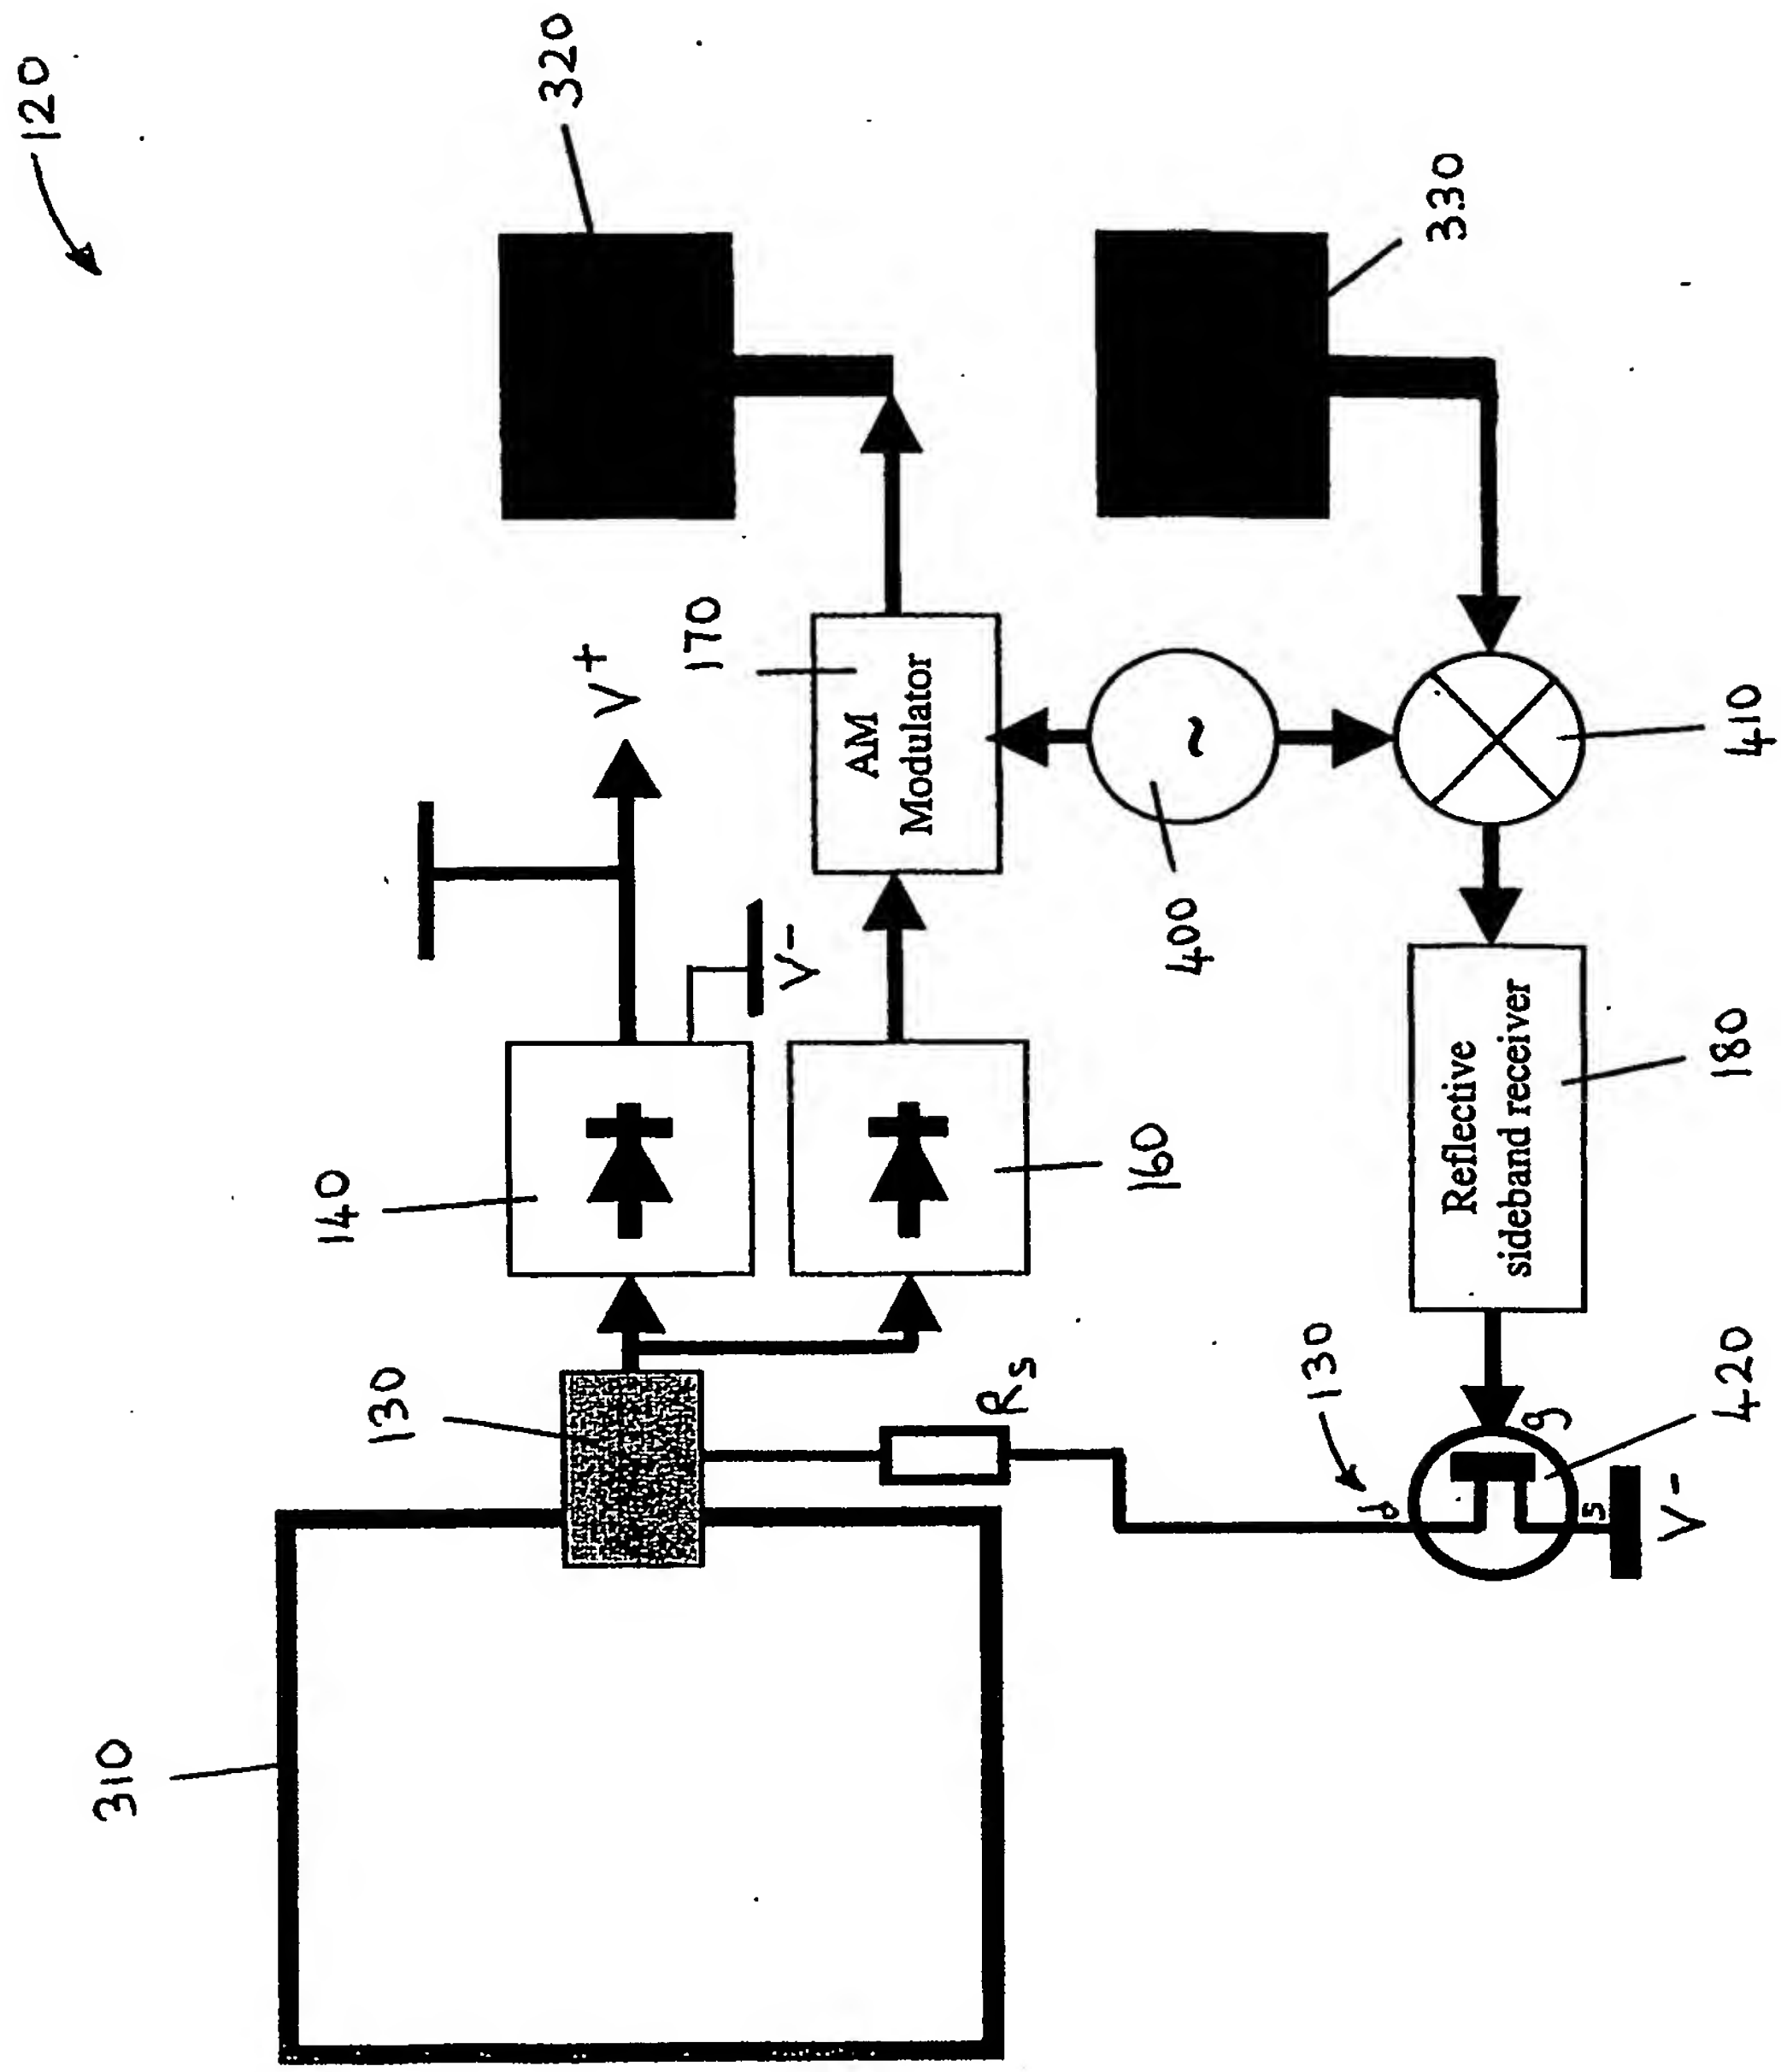 120
320
330
V+
170
AM
Modulator
~
410
400
V-
140
160
Reflective
sideband receiver
180
130
Rs
130
d
g
s
420
V-
310